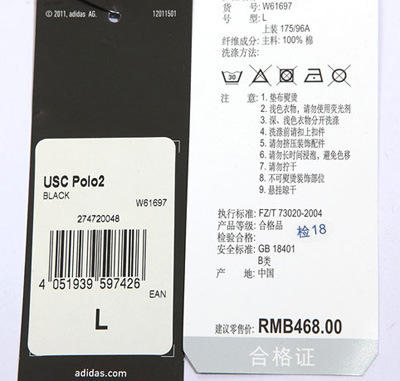 © 2011, adidas AG.
12011501
USC Polo2
BLACK
W61697
274720048
4 051939 597426
EAN
L
adidas.com
货 号: W61697
型 号: L
上装 175/96A
纤维成分: 主料: 100% 棉
洗涤方法:
30
注 意: 1. 垫布熨烫
2. 浅色衣物，请勿使用荧光剂
3. 深、浅色衣物分开洗涤
4. 洗涤前请扣上扣件
5. 请勿挤压装饰配件
6. 请勿长时间浸泡，避免色移
7. 请勿拧干
8. 不可熨烫装饰部位
9. 悬挂晾干
执行标准: FZ/T 73020-2004
产品等级: 合格品
检验合格: 检18
安全标准: GB 18401
B类
产 地: 中国
建议零售价: RMB468.00
合格证